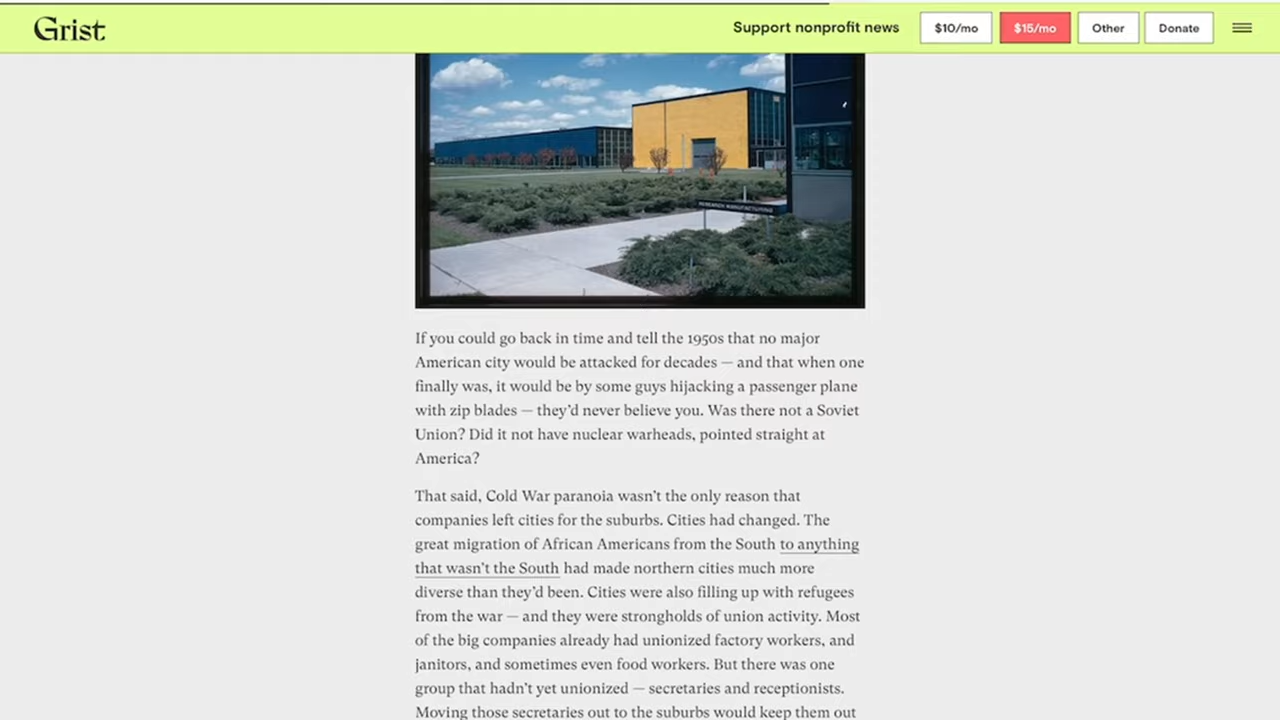 Grist
Support nonprofit news
$10/mo
$15/mo
Other
Donate
RESEARCH MANUFACTURING
If you could go back in time and tell the 1950s that no major
American city would be attacked for decades — and that when one
finally was, it would be by some guys hijacking a passenger plane
with zip blades — they’d never believe you. Was there not a Soviet
Union? Did it not have nuclear warheads, pointed straight at
America?
That said, Cold War paranoia wasn’t the only reason that
companies left cities for the suburbs. Cities had changed. The
great migration of African Americans from the South to anything
that wasn’t the South had made northern cities much more
diverse than they’d been. Cities were also filling up with refugees
from the war — and they were strongholds of union activity. Most
of the big companies already had unionized factory workers, and
janitors, and sometimes even food workers. But there was one
group that hadn’t yet unionized — secretaries and receptionists.
Moving those secretaries out to the suburbs would keep them out